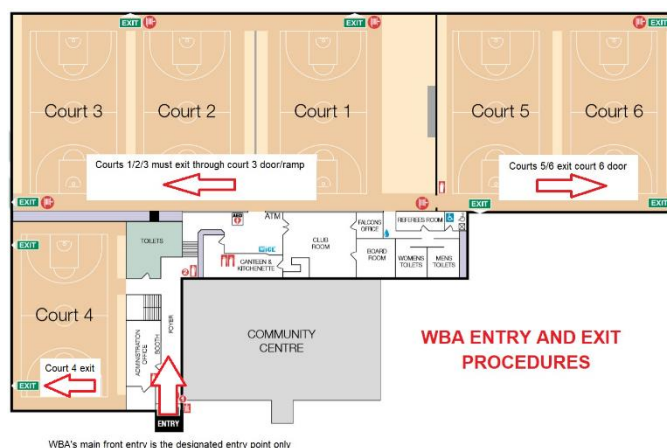 EXIT
EXIT
EXIT
EXIT
Court 3
Court 2
Court 1
Court 5
Court 6
Courts 1/2/3 must exit through court 3 door/ramp
Courts 5/6 exit court 6 door
EXIT
EXIT
EXIT
EXIT
ATM
FALCONS
OFFICE
REFEREES ROOM
TOILETS
CLUB
ROOM
CANTEEN &
KITCHENETTE
BOARD
ROOM
WOMENS
TOILETS
MENS
TOILETS
Court 4
ADMINISTRATION
OFFICE
BOOTH
FOYER
COMMUNITY
CENTRE
WBA ENTRY AND EXIT
PROCEDURES
Court 4 exit
EXIT
ENTRY
WBA's main front entry is the designated entry point only